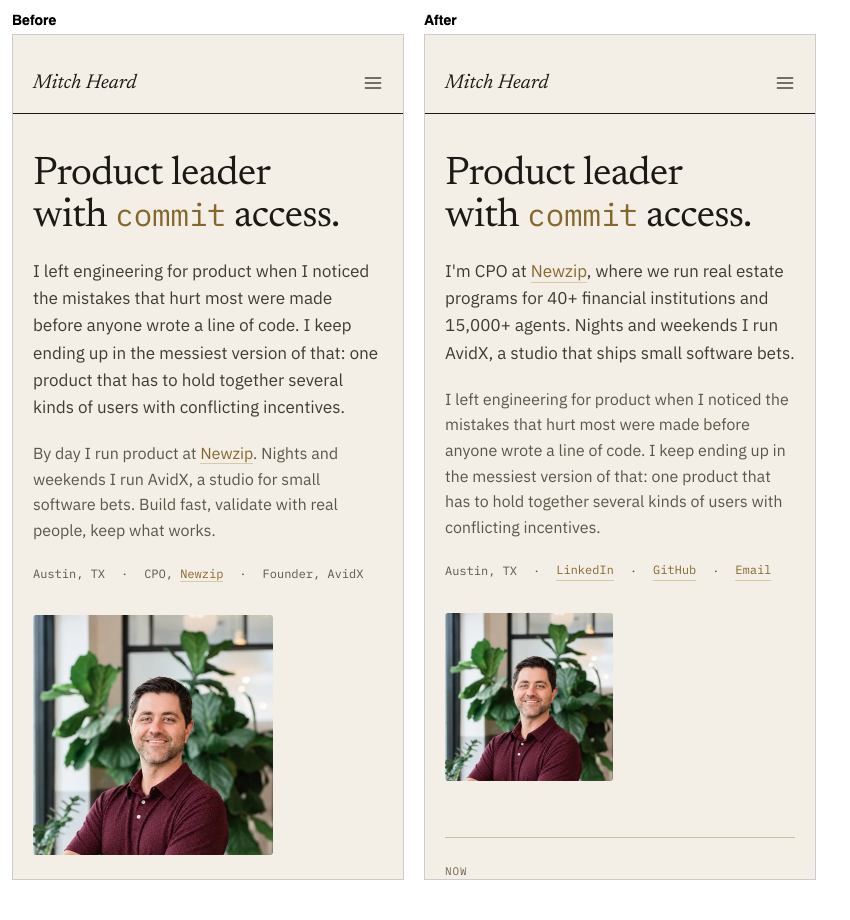 Before
Mitch Heard
Product leader
with commit access.
I left engineering for product when I noticed
the mistakes that hurt most were made
before anyone wrote a line of code. I keep
ending up in the messiest version of that: one
product that has to hold together several
kinds of users with conflicting incentives.
By day I run product at Newzip. Nights and
weekends I run AvidX, a studio for small
software bets. Build fast, validate with real
people, keep what works.
Austin, TX · CPO, Newzip · Founder, AvidX
After
Mitch Heard
Product leader
with commit access.
I'm CPO at Newzip, where we run real estate
programs for 40+ financial institutions and
15,000+ agents. Nights and weekends I run
AvidX, a studio that ships small software bets.
I left engineering for product when I noticed the
mistakes that hurt most were made before
anyone wrote a line of code. I keep ending up in
the messiest version of that: one product that
has to hold together several kinds of users with
conflicting incentives.
Austin, TX · LinkedIn · GitHub · Email
NOW